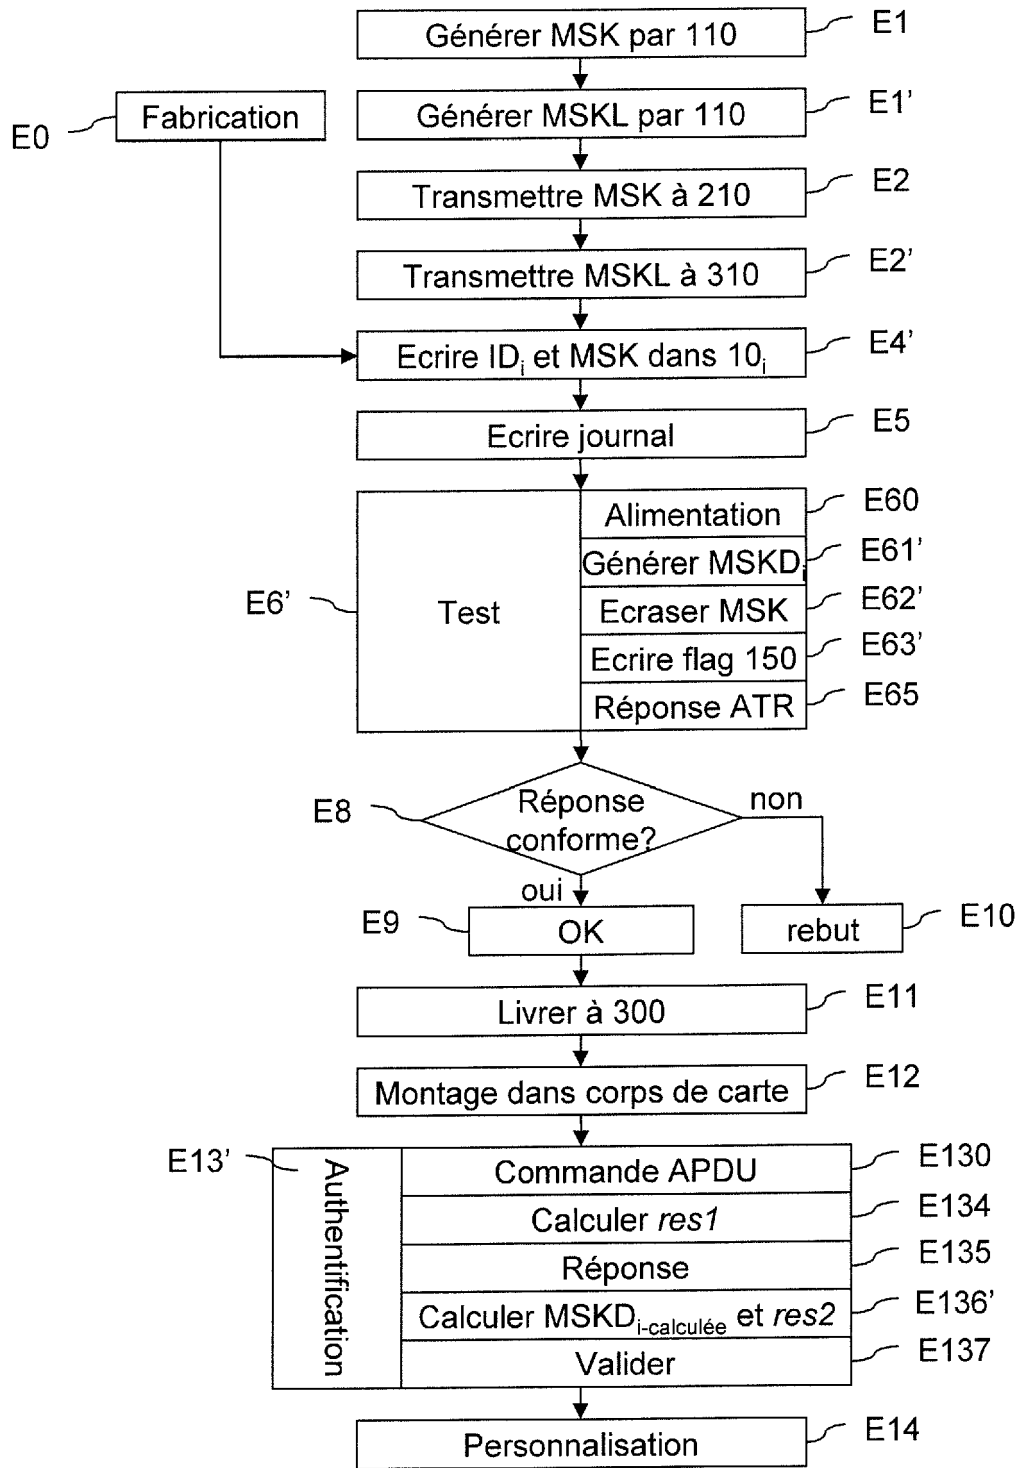 Générer MSK par 110
E1
Fabrication
E0
Générer MSKL par 110
E1'
Transmettre MSK à 210
E2
Transmettre MSKL à 310
E2'
Ecrire IDi et MSK dans 10i
E4'
Ecrire journal
E5
E6'
Test
Alimentation
E60
Générer MSKDi
E61'
Ecraser MSK
E62'
Ecrire flag 150
E63'
Réponse ATR
E65
E8
Réponse
conforme?
non
oui
E9
OK
rebut
E10
Livrer à 300
E11
Montage dans corps de carte
E12
E13'
Authentification
Commande APDU
E130
Calculer res1
E134
Réponse
E135
Calculer MSKDi-calculée et res2
E136'
Valider
E137
Personnalisation
E14